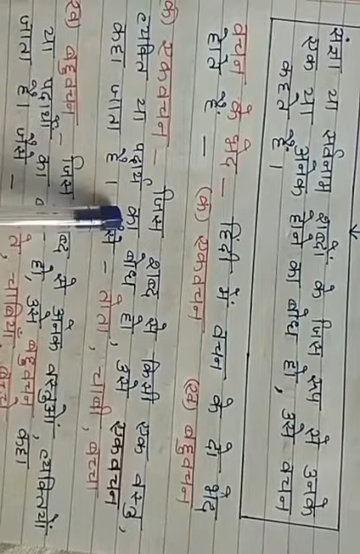 संज्ञा या सर्वनाम शब्दों के जिस रूप से उनके
एक या अनेक होने का बोध हो, उसे वचन
कहते हैं।
वचन के भेद – हिंदी में वचन के दो भेद
होते हैं – (क) एकवचन (ख) बहुवचन
क) एकवचन – जिस शब्द से किसी एक वस्तु,
व्यक्ति या पदार्थ का बोध हो, उसे एकवचन
कहा जाता है। – तोता, चाबी, बच्चा
ख) बहुवचन – जिस से अनेक वस्तुओं, व्यक्तियों
या पदार्थों का हो, उसे बहुवचन कहा
जाता है। जैसे – चाबियाँ, बच्चे